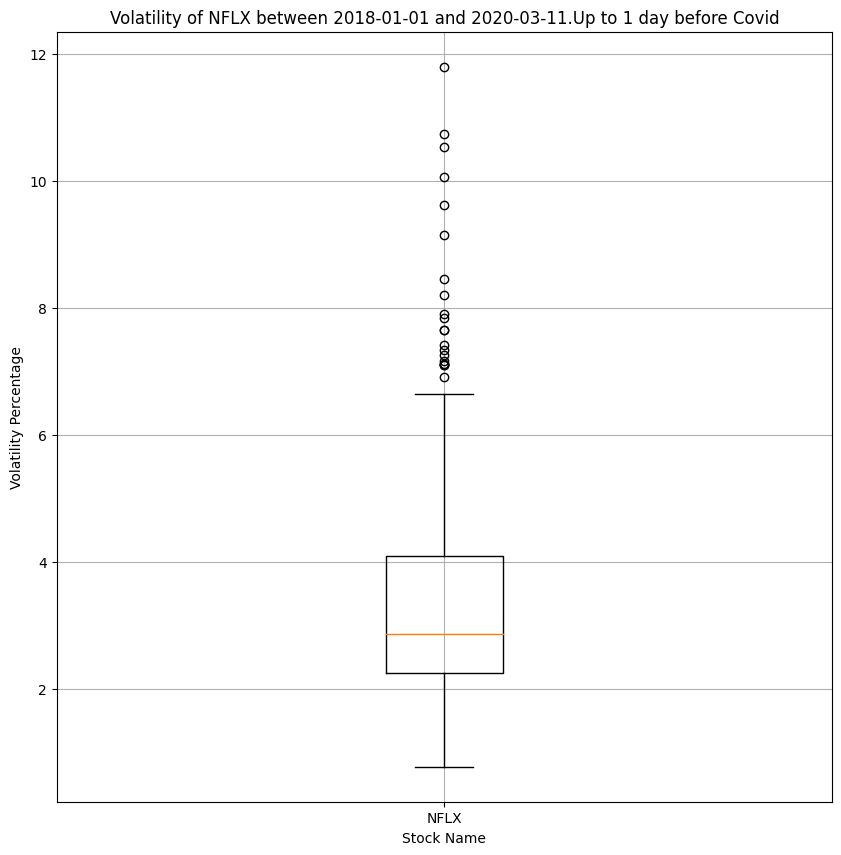 Volatility of NFLX between 2018-01-01 and 2020-03-11.Up to 1 day before Covid
12
10
8
6
4
2
Volatility Percentage
NFLX
Stock Name